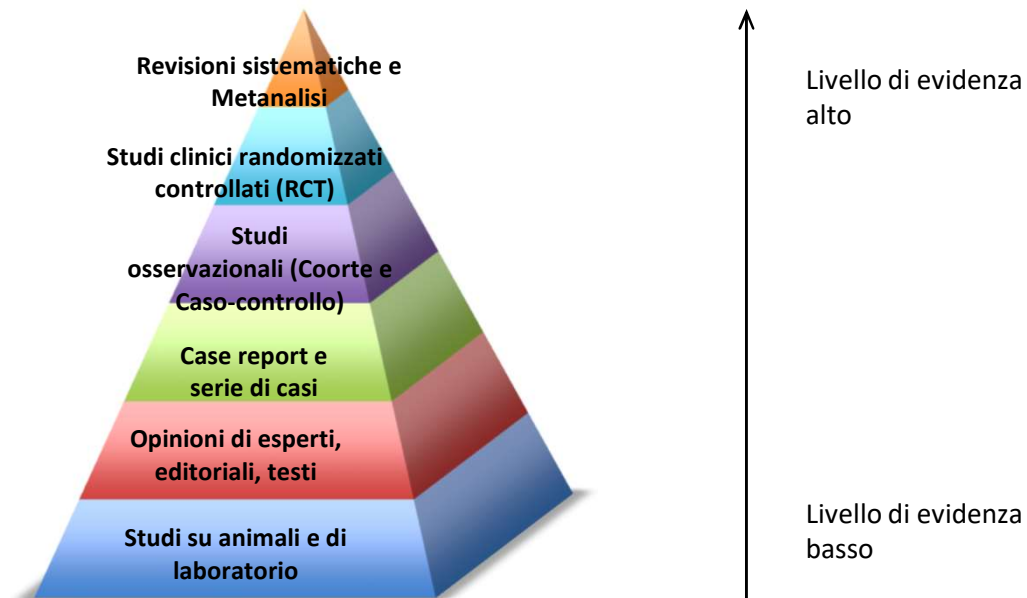 Revisioni sistematiche e
Metanalisi
Studi clinici randomizzati
controllati (RCT)
Studi
osservazionali (Coorte e
Caso-controllo)
Case report e
serie di casi
Opinioni di esperti,
editoriali, testi
Studi su animali e di
laboratorio
Livello di evidenza
alto
Livello di evidenza
basso